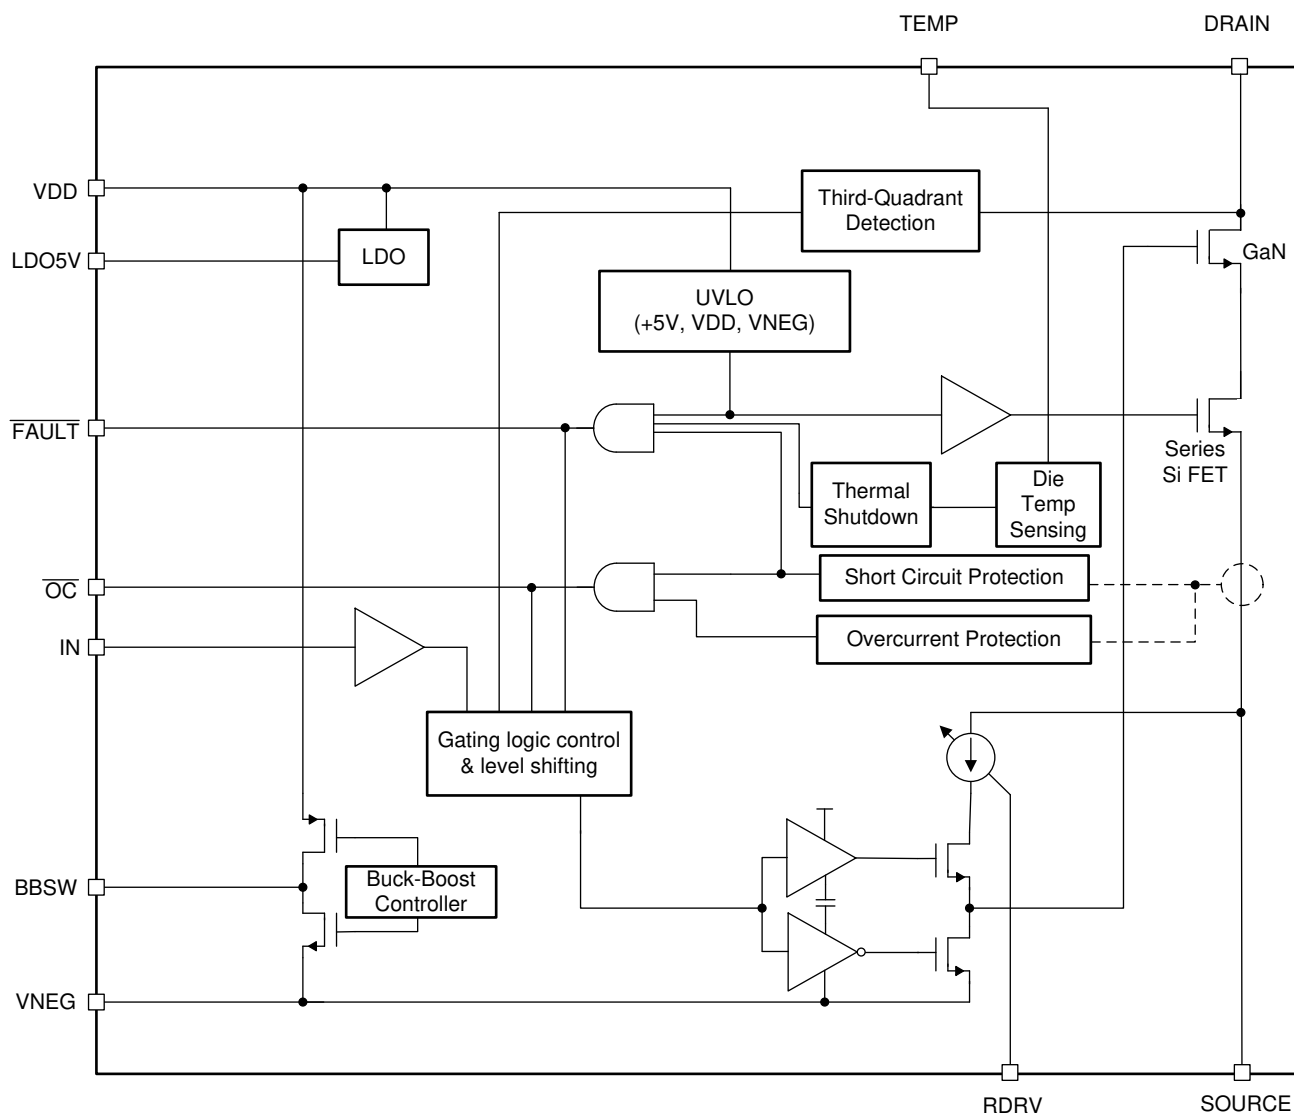 TEMP
DRAIN
VDD
Third-Quadrant
Detection
LDO5V
LDO
GaN
UVLO
(+5V, VDD, VNEG)
FAULT
Series
Si FET
Thermal
Shutdown
Die
Temp
Sensing
OC
Short Circuit Protection
IN
Overcurrent Protection
Gating logic control
& level shifting
BBSW
Buck-Boost
Controller
VNEG
RDRV
SOURCE